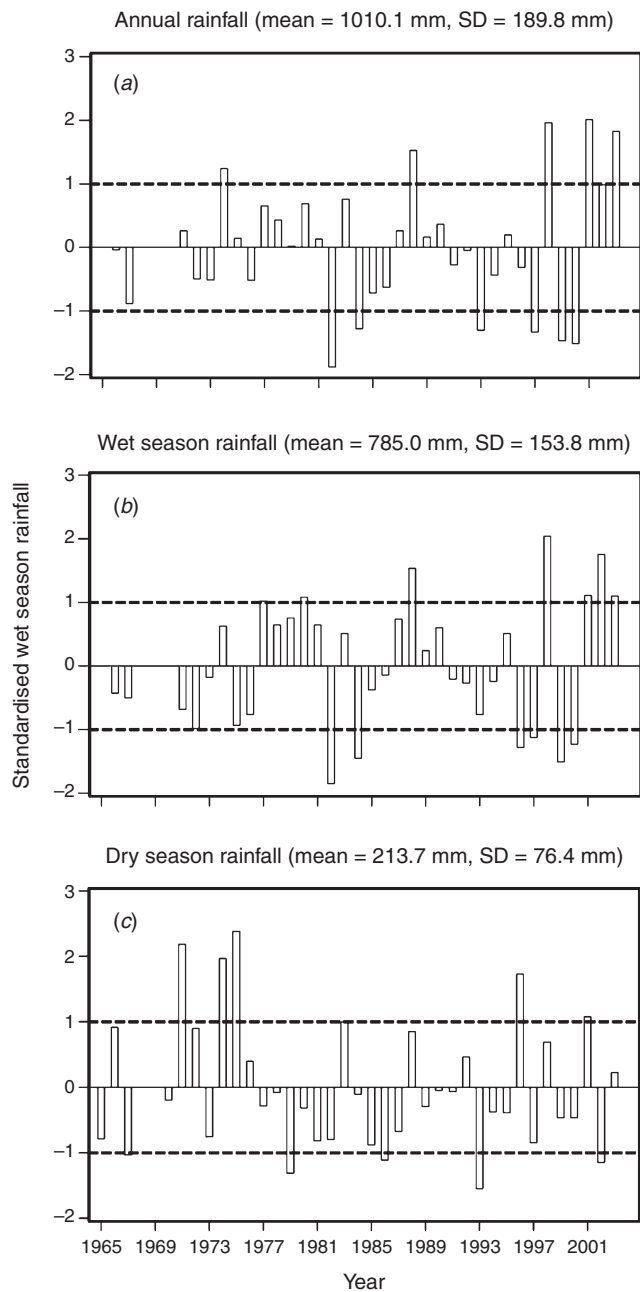 Annual rainfall (mean = 1010.1 mm, SD = 189.8 mm)
3
(a)
2
1
0
–1
–2
Wet season rainfall (mean = 785.0 mm, SD = 153.8 mm)
3
(b)
2
1
0
–1
–2
Standardised wet season rainfall
Dry season rainfall (mean = 213.7 mm, SD = 76.4 mm)
3
(c)
2
1
0
–1
–2
1965 1969 1973 1977 1981 1985 1989 1993 1997 2001
Year